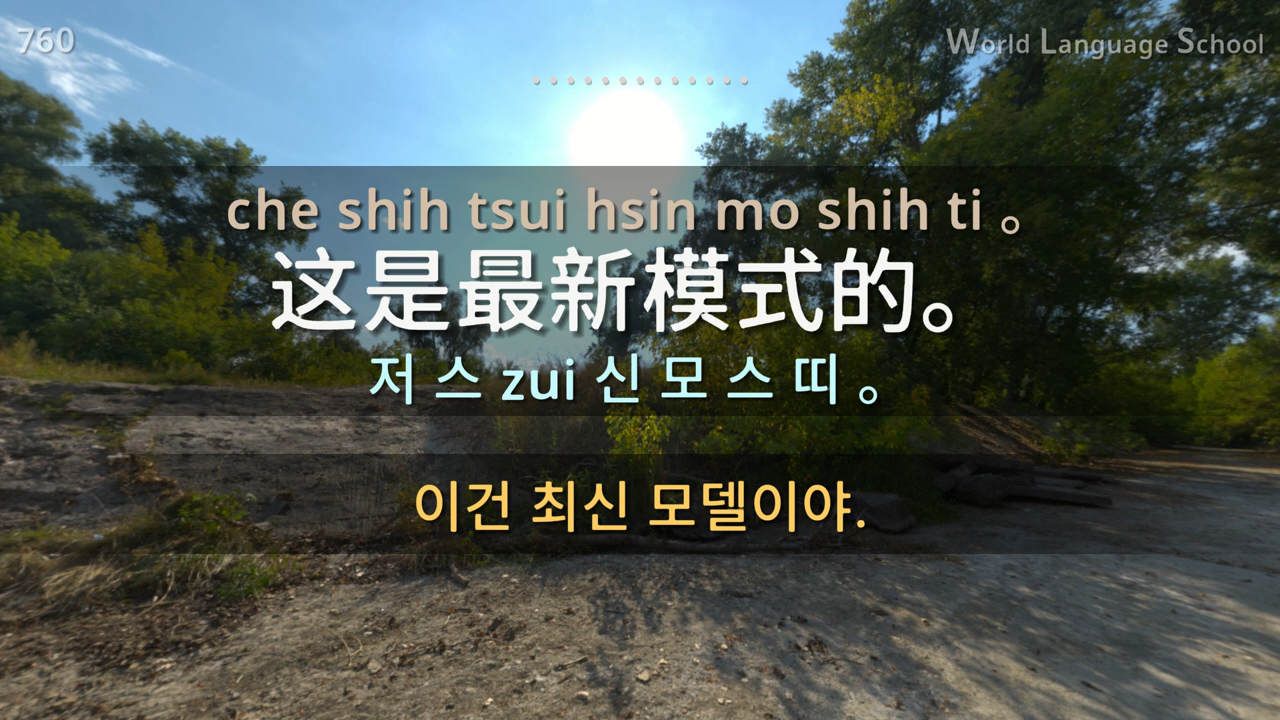 760
World Language School
che shih tsui hsin mo shih ti 。
这是最新模式的。
저 스 zui 신 모 스 띠 。
이건 최신 모델이야.